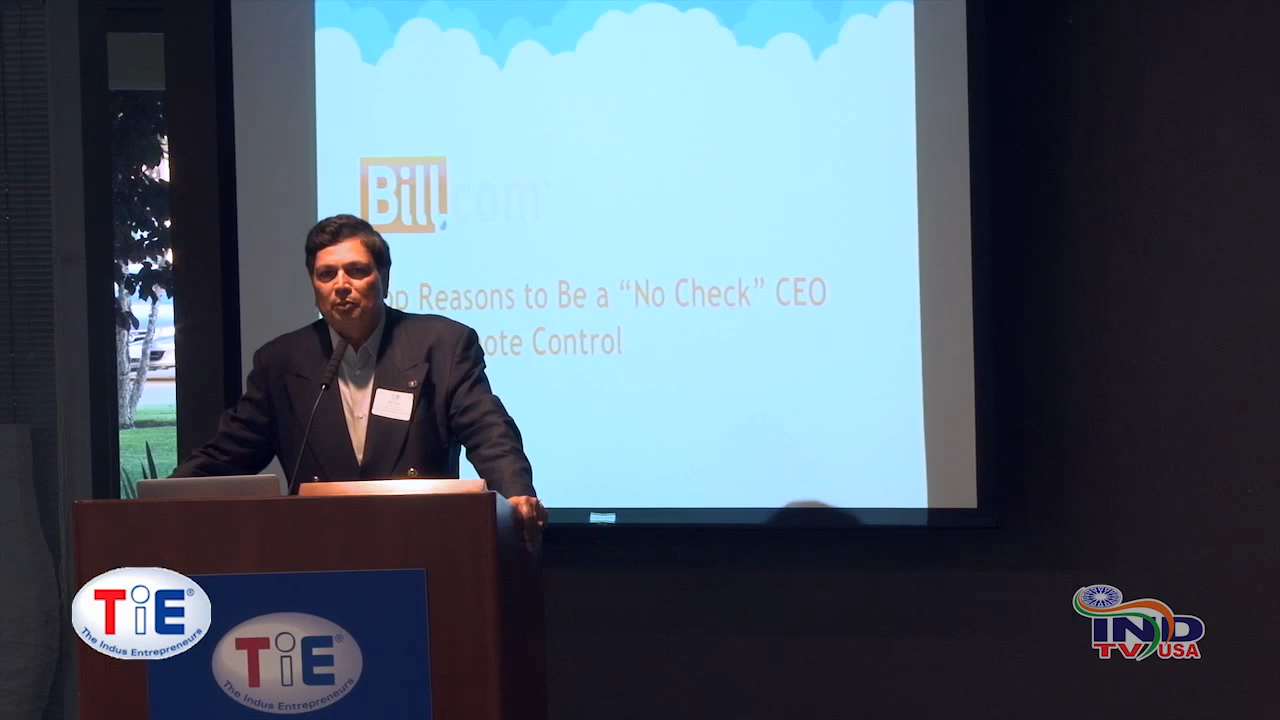 Bill.com
Reasons to Be a “No Check” CEO
Control
TiE®
The Indus Entrepreneurs
TiE®
The Indus Entrepreneurs
IND
TV USA